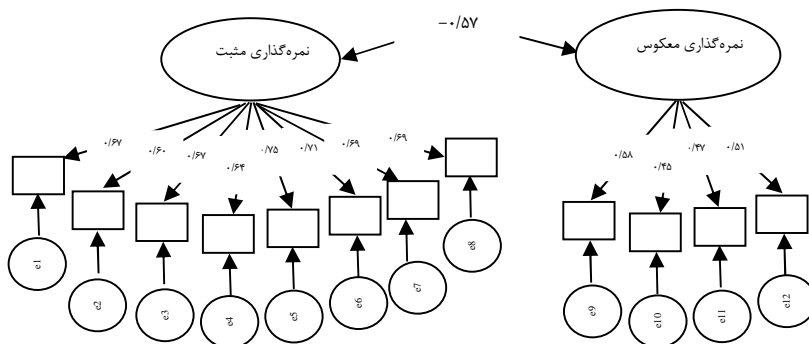 −۰/۵۷
نمره‌گذاری معکوس
نمره‌گذاری مثبت
۰/۶۷
۰/۶۰
۰/۶۷
۰/۶۴
۰/۷۵
۰/۷۱
۰/۶۹
۰/۶۹
۰/۵۸
۰/۴۵
۰/۴۷
۰/۵۱
e1
e2
e3
e4
e5
e6
e7
e8
e9
e10
e11
e12